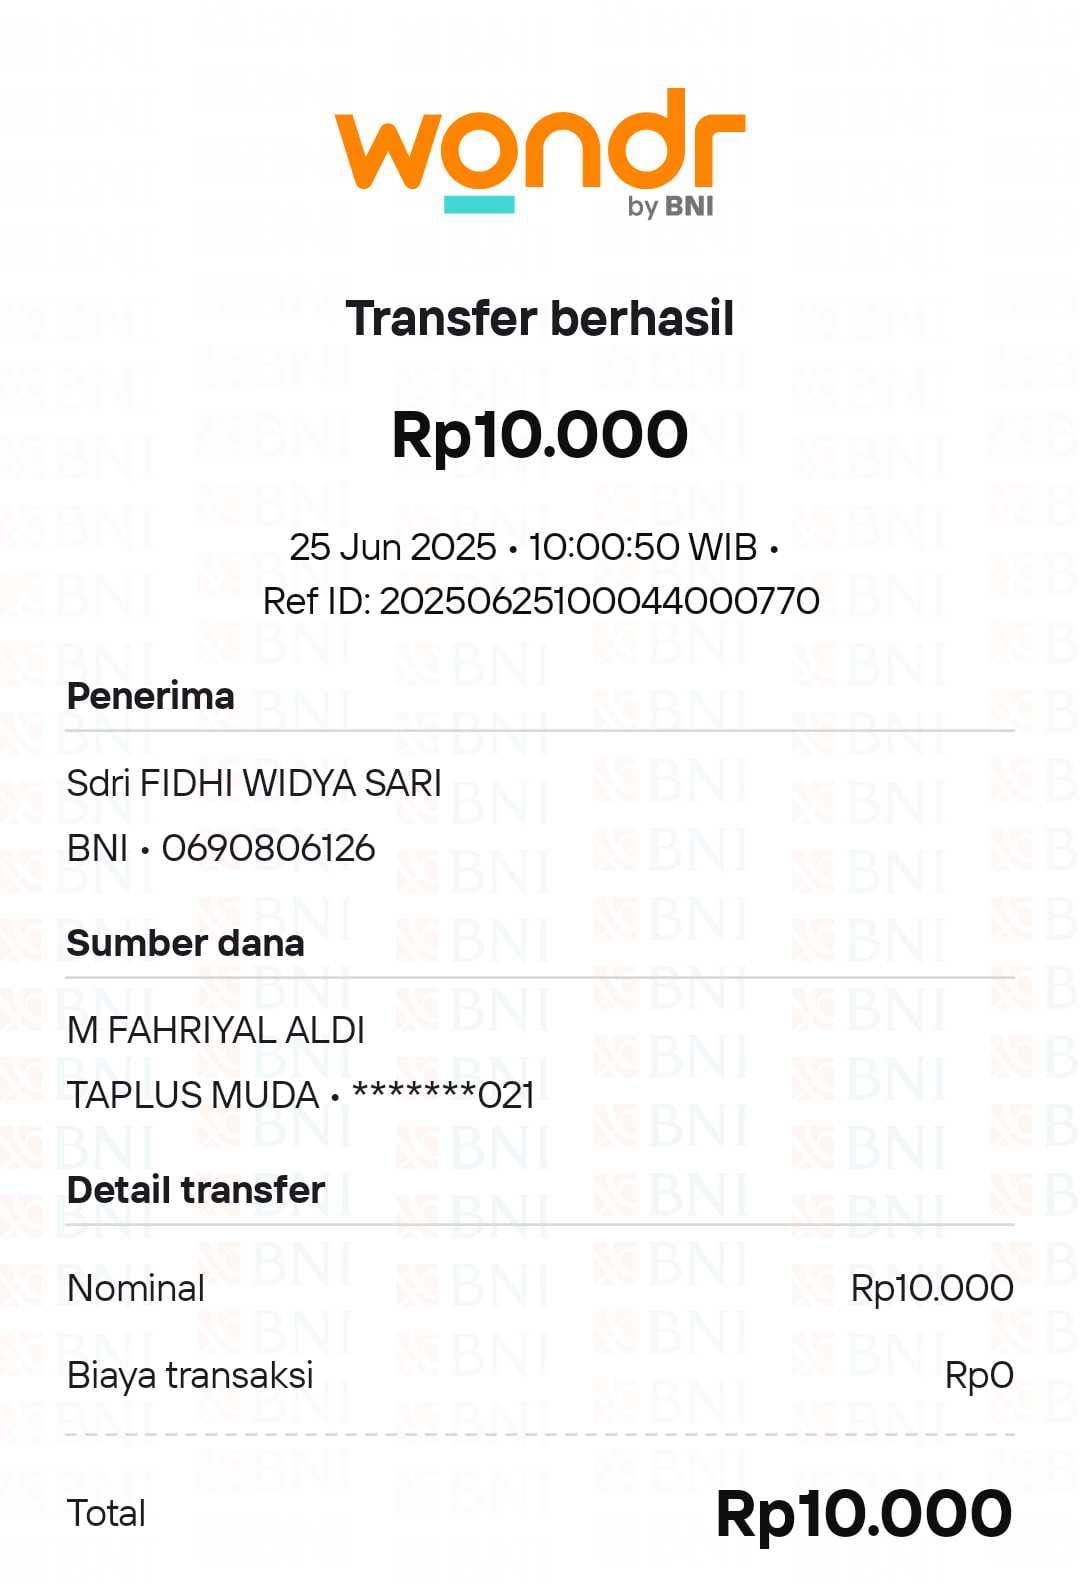 wondr
by BNI
Transfer berhasil
Rp10.000
25 Jun 2025 • 10:00:50 WIB •
Ref ID: 20250625100044000770
Penerima
Sdri FIDHI WIDYA SARI
BNI • 0690806126
Sumber dana
M FAHRIYAL ALDI
TAPLUS MUDA • *******021
Detail transfer
Nominal Rp10.000
Biaya transaksi Rp0
Total Rp10.000